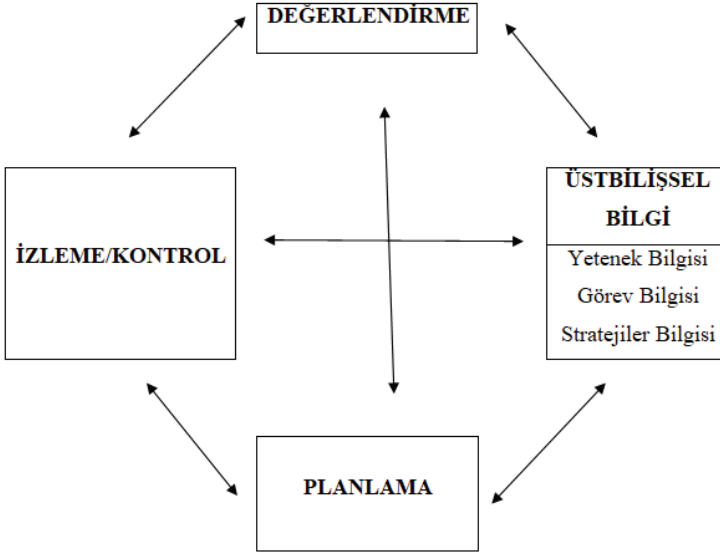 DEĞERLENDİRME
İZLEME/KONTROL
ÜSTBİLİŞSEL
BİLGİ
Yetenek Bilgisi
Görev Bilgisi
Stratejiler Bilgisi
PLANLAMA